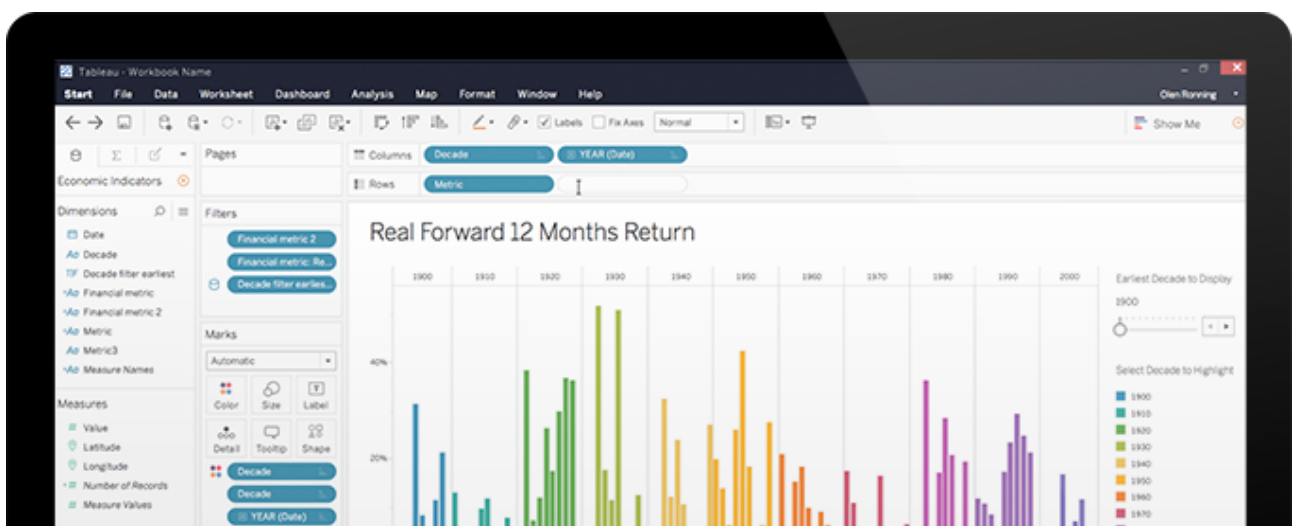 Tableau - Workbook Name
Start File Data Worksheet Dashboard Analysis Map Format Window Help Olen Ronning
Labels Fix Axes Normal Show Me
Pages
Columns Decade YEAR (Date)
Economic Indicators
Rows Metric
Dimensions
Date
Abc Decade
T|F Decade filter earliest
Financial metric
Financial metric 2
Metric
Metric3
Measure Names
Measures
Value
Latitude
Longitude
Number of Records
Measure Values
Filters
Financial metric 2
Financial metric: Re...
Decade filter earlies...
Marks
Automatic
Color Size Label
Detail Tooltip Shape
Decade
Decade
YEAR (Date)
Real Forward 12 Months Return
1900 1910 1920 1930 1940 1950 1960 1970 1980 1990 2000
40%
20%
Earliest Decade to Display
1900
Select Decade to Highlight
1900
1910
1920
1930
1940
1950
1960
1970